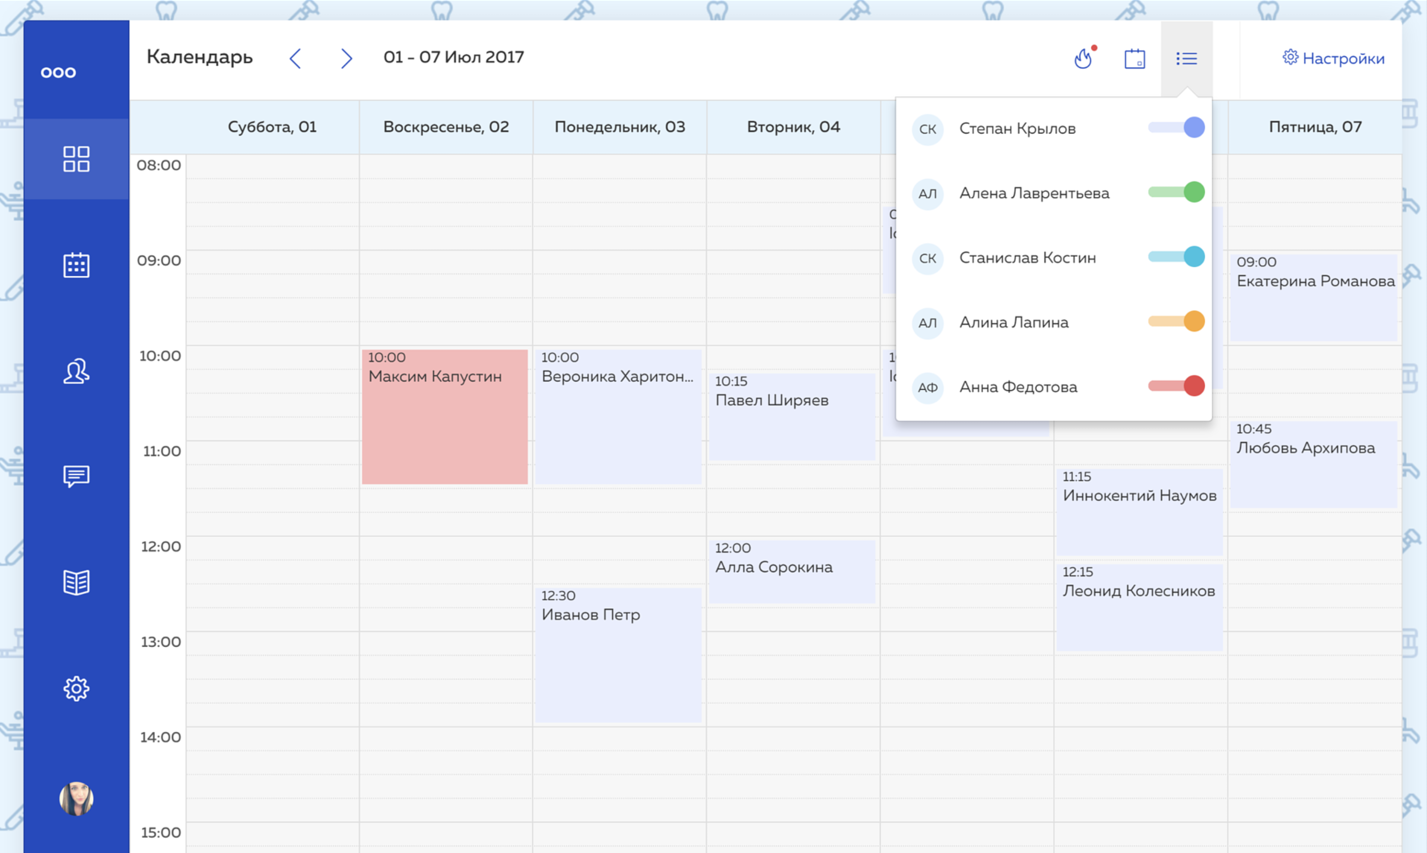 ooo
Календарь
01 - 07 Июл 2017
Настройки
Суббота, 01
Воскресенье, 02
Понедельник, 03
Вторник, 04
Пятница, 07
СК
Степан Крылов
АЛ
Алена Лаврентьева
СК
Станислав Костин
АЛ
Алина Лапина
АФ
Анна Федотова
08:00
09:00
10:00
11:00
12:00
13:00
14:00
15:00
10:00
Максим Капустин
10:00
Вероника Харитон...
12:30
Иванов Петр
10:15
Павел Ширяев
12:00
Алла Сорокина
11:15
Иннокентий Наумов
12:15
Леонид Колесников
09:00
Екатерина Романова
10:45
Любовь Архипова